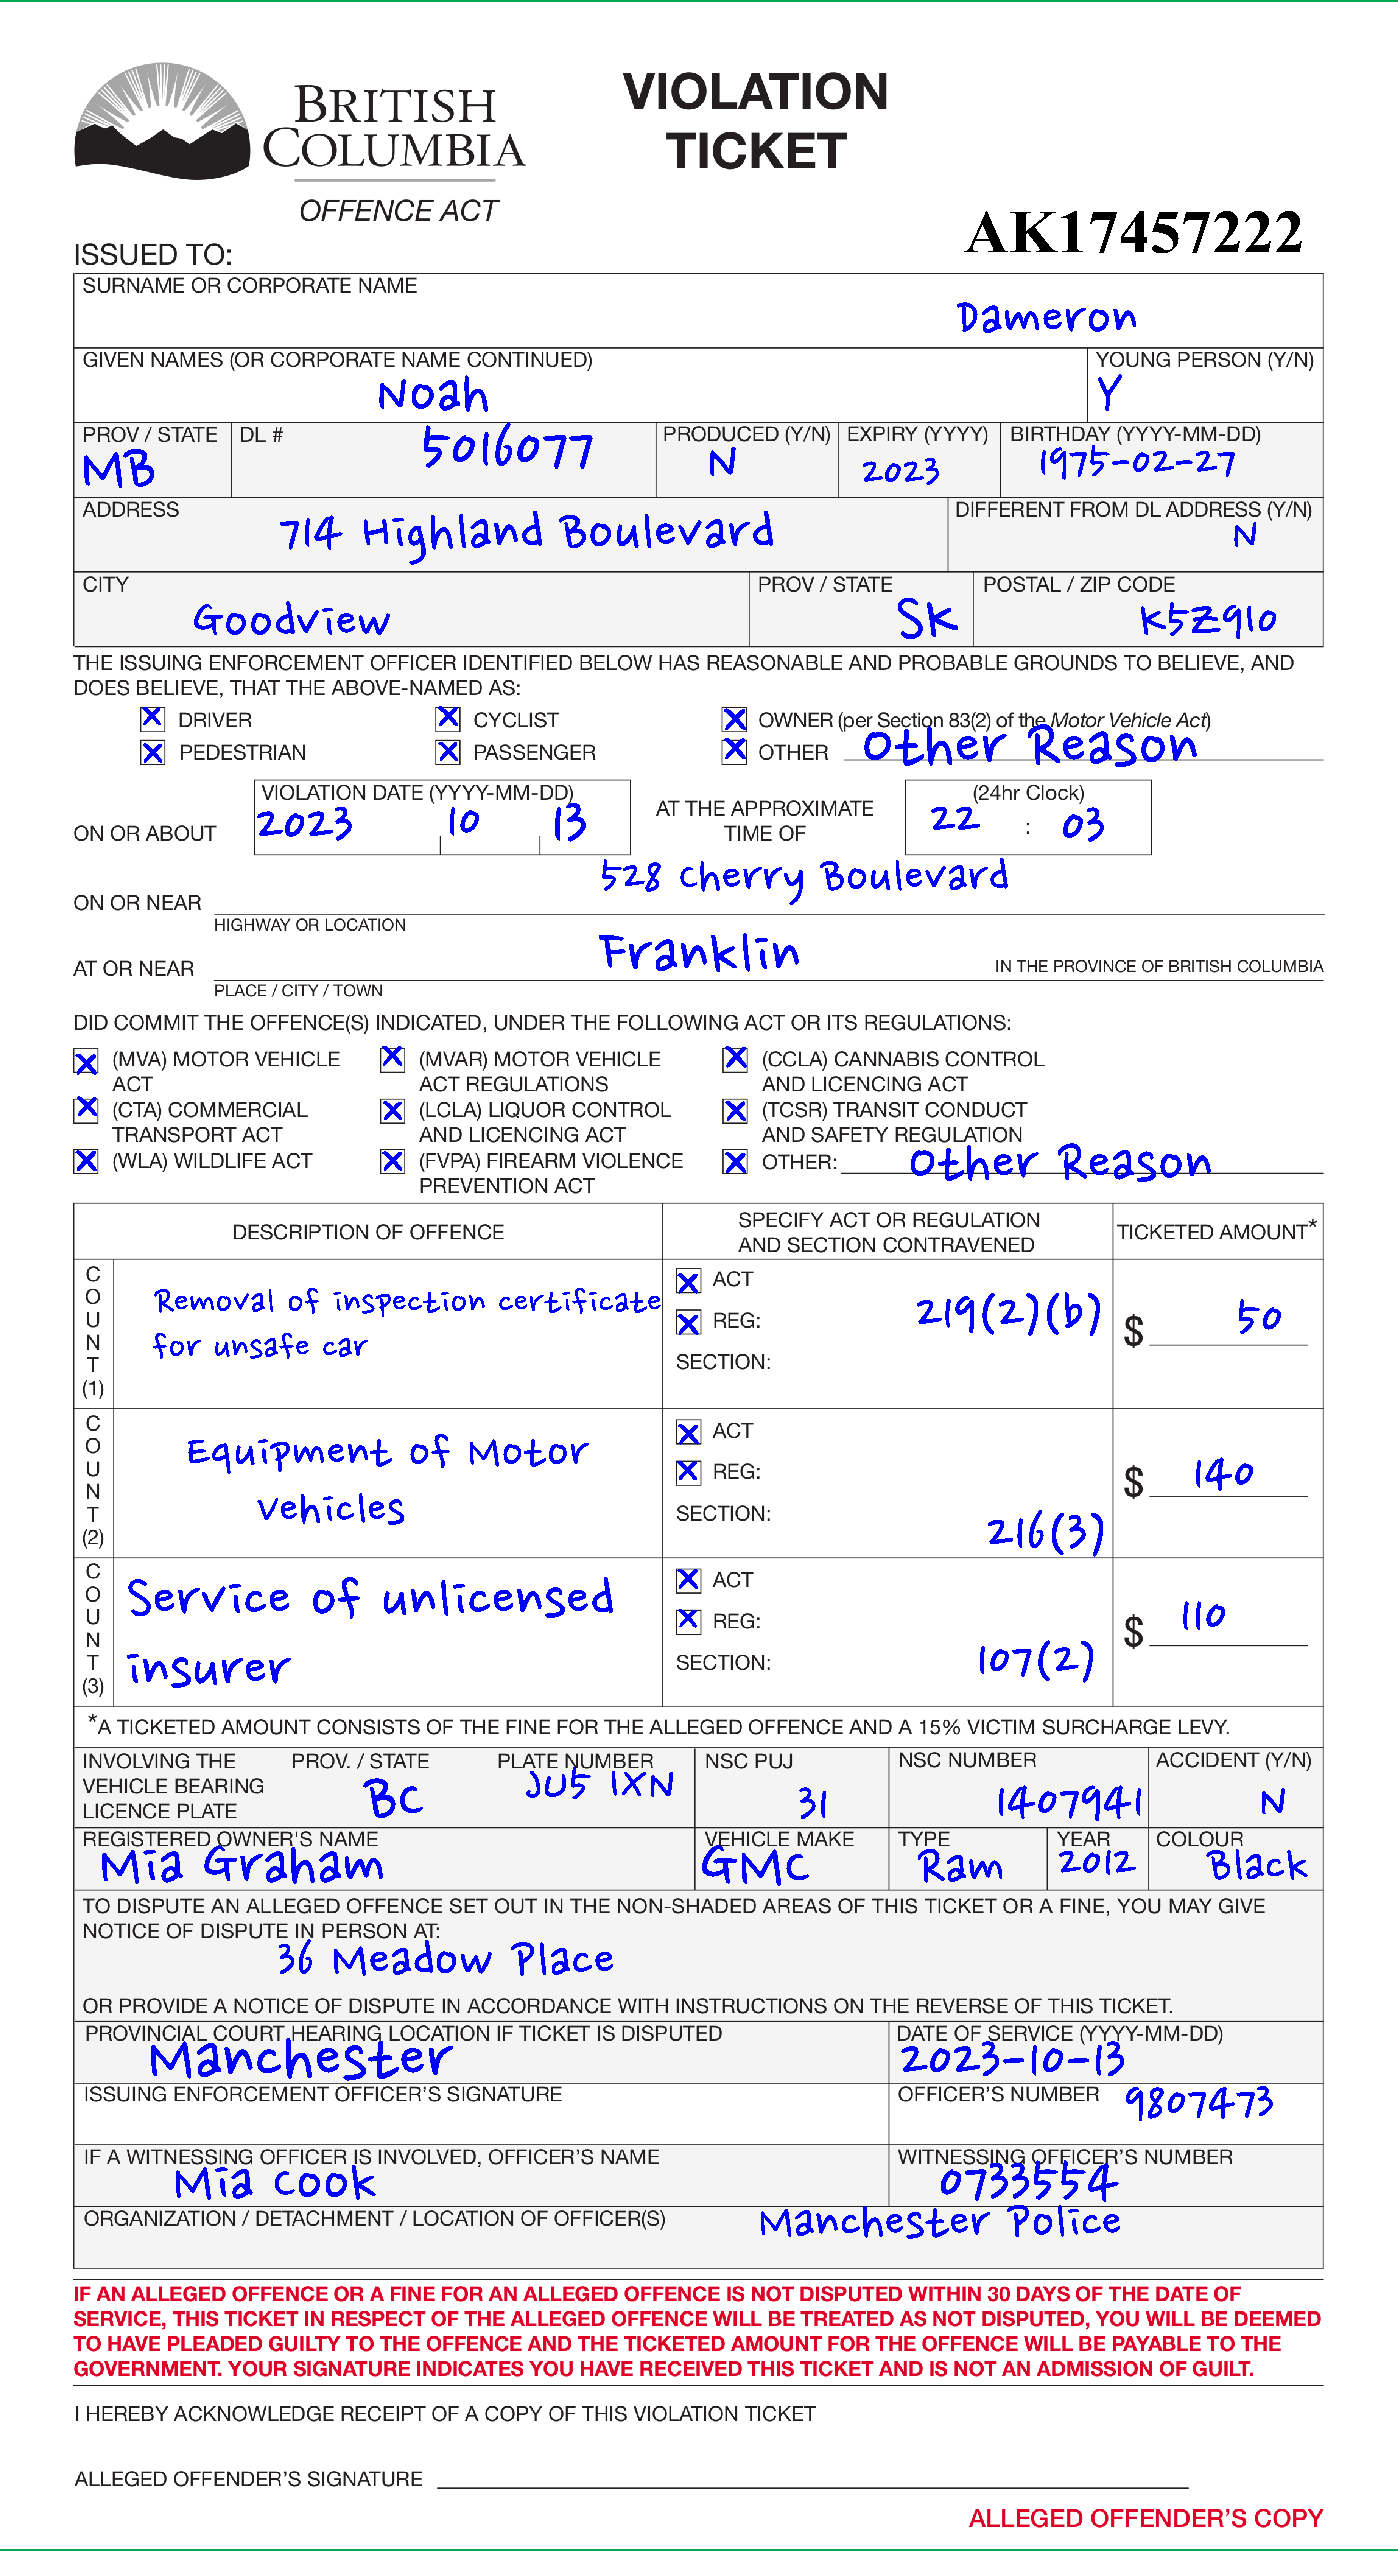 BRITISH
COLUMBIA
OFFENCE ACT
VIOLATION
TICKET
AK17457222
ISSUED TO:
SURNAME OR CORPORATE NAME
Dameron
GIVEN NAMES (OR CORPORATE NAME CONTINUED)
Noah
YOUNG PERSON (Y/N)
Y
PROV / STATE
MB
DL #
5016077
PRODUCED (Y/N)
N
EXPIRY (YYYY)
2023
BIRTHDAY (YYYY-MM-DD)
1975-02-27
ADDRESS
714 Highland Boulevard
DIFFERENT FROM DL ADDRESS (Y/N)
N
CITY
Goodview
PROV / STATE
SK
POSTAL / ZIP CODE
K5Z910
THE ISSUING ENFORCEMENT OFFICER IDENTIFIED BELOW HAS REASONABLE AND PROBABLE GROUNDS TO BELIEVE, AND
DOES BELIEVE, THAT THE ABOVE-NAMED AS:
DRIVER
CYCLIST
OWNER (per Section 83(2) of the Motor Vehicle Act)
PEDESTRIAN
PASSENGER
OTHER Other Reason
ON OR ABOUT
VIOLATION DATE (YYYY-MM-DD)
2023 10 13
AT THE APPROXIMATE
TIME OF
(24hr Clock)
22 : 03
ON OR NEAR 528 Cherry Boulevard
HIGHWAY OR LOCATION
AT OR NEAR Franklin IN THE PROVINCE OF BRITISH COLUMBIA
PLACE / CITY / TOWN
DID COMMIT THE OFFENCE(S) INDICATED, UNDER THE FOLLOWING ACT OR ITS REGULATIONS:
(MVA) MOTOR VEHICLE
ACT
(MVAR) MOTOR VEHICLE
ACT REGULATIONS
(CCLA) CANNABIS CONTROL
AND LICENCING ACT
(CTA) COMMERCIAL
TRANSPORT ACT
(LCLA) LIQUOR CONTROL
AND LICENCING ACT
(TCSR) TRANSIT CONDUCT
AND SAFETY REGULATION
(WLA) WILDLIFE ACT
(FVPA) FIREARM VIOLENCE
PREVENTION ACT
OTHER: Other Reason
DESCRIPTION OF OFFENCE
SPECIFY ACT OR REGULATION
AND SECTION CONTRAVENED
TICKETED AMOUNT*
COUNT (1)
Removal of inspection certificate
for unsafe car
ACT
REG:
SECTION:
219(2)(b)
$ 50
COUNT (2)
Equipment of Motor
Vehicles
ACT
REG:
SECTION:
216(3)
$ 140
COUNT (3)
Service of unlicensed
insurer
ACT
REG:
SECTION:
107(2)
$ 110
*A TICKETED AMOUNT CONSISTS OF THE FINE FOR THE ALLEGED OFFENCE AND A 15% VICTIM SURCHARGE LEVY.
INVOLVING THE
VEHICLE BEARING
LICENCE PLATE
PROV. / STATE
BC
PLATE NUMBER
JU5 1XN
NSC PUJ
31
NSC NUMBER
1407941
ACCIDENT (Y/N)
N
REGISTERED OWNER'S NAME
Mia Graham
VEHICLE MAKE
GMC
TYPE
Ram
YEAR
2012
COLOUR
Black
TO DISPUTE AN ALLEGED OFFENCE SET OUT IN THE NON-SHADED AREAS OF THIS TICKET OR A FINE, YOU MAY GIVE
NOTICE OF DISPUTE IN PERSON AT:
36 Meadow Place
OR PROVIDE A NOTICE OF DISPUTE IN ACCORDANCE WITH INSTRUCTIONS ON THE REVERSE OF THIS TICKET.
PROVINCIAL COURT HEARING LOCATION IF TICKET IS DISPUTED
Manchester
DATE OF SERVICE (YYYY-MM-DD)
2023-10-13
ISSUING ENFORCEMENT OFFICER'S SIGNATURE
OFFICER'S NUMBER
9807473
IF A WITNESSING OFFICER IS INVOLVED, OFFICER'S NAME
Mia Cook
WITNESSING OFFICER'S NUMBER
0733554
ORGANIZATION / DETACHMENT / LOCATION OF OFFICER(S)
Manchester Police
IF AN ALLEGED OFFENCE OR A FINE FOR AN ALLEGED OFFENCE IS NOT DISPUTED WITHIN 30 DAYS OF THE DATE OF
SERVICE, THIS TICKET IN RESPECT OF THE ALLEGED OFFENCE WILL BE TREATED AS NOT DISPUTED, YOU WILL BE DEEMED
TO HAVE PLEADED GUILTY TO THE OFFENCE AND THE TICKETED AMOUNT FOR THE OFFENCE WILL BE PAYABLE TO THE
GOVERNMENT. YOUR SIGNATURE INDICATES YOU HAVE RECEIVED THIS TICKET AND IS NOT AN ADMISSION OF GUILT.
I HEREBY ACKNOWLEDGE RECEIPT OF A COPY OF THIS VIOLATION TICKET
ALLEGED OFFENDER'S SIGNATURE
ALLEGED OFFENDER'S COPY